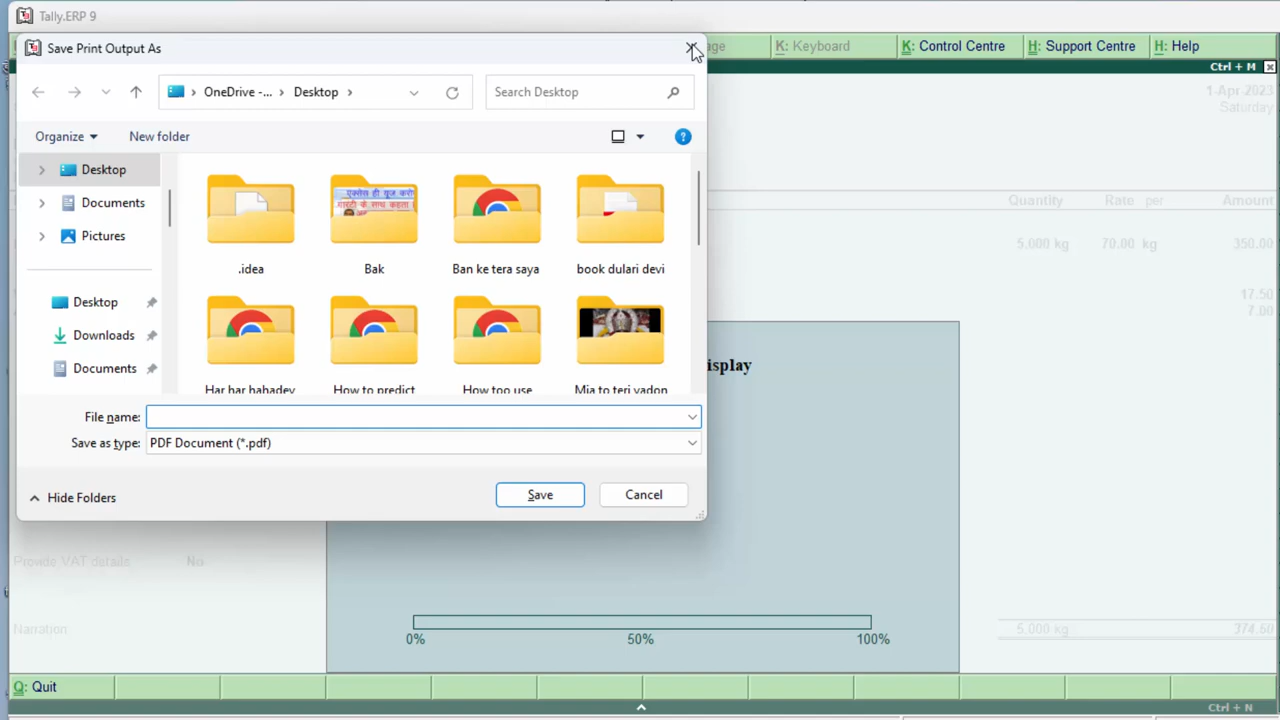 Tally.ERP 9
Save Print Output As
K: Keyboard
K: Control Centre
H: Support Centre
H: Help
Ctrl + M
OneDrive -...
Desktop
Search Desktop
1-Apr-2023
Saturday
Organize
New folder
Desktop
Documents
Pictures
Desktop
Downloads
Documents
.idea
Bak
Ban ke tera saya
book dulari devi
Har har hahadev
How to predict
How too use
Mia to teri yadon
Quantity
Rate per
Amount
5.000 kg
70.00 kg
350.00
17.50
7.00
isplay
File name:
Save as type:
PDF Document (*.pdf)
Hide Folders
Save
Cancel
Provide VAT details:
No
Narration
0%
50%
100%
5.000 kg
374.50
Q: Quit
Ctrl + N